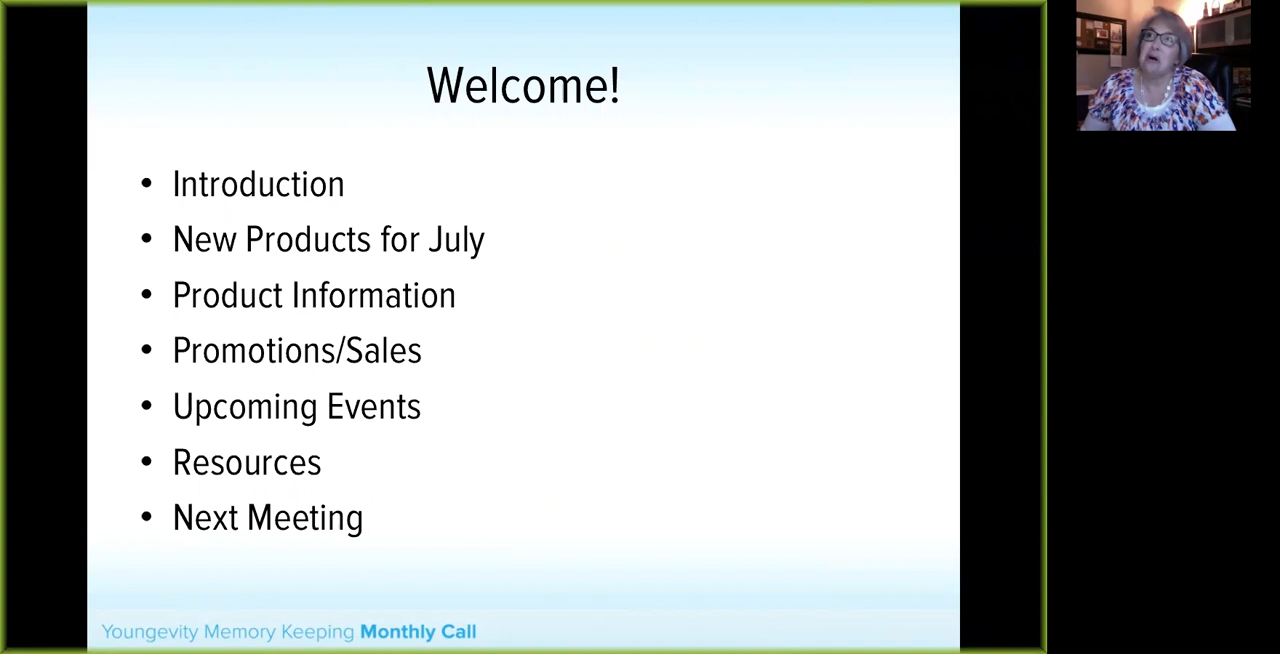 Welcome!
• Introduction
• New Products for July
• Product Information
• Promotions/Sales
• Upcoming Events
• Resources
• Next Meeting
Youngevity Memory Keeping Monthly Call